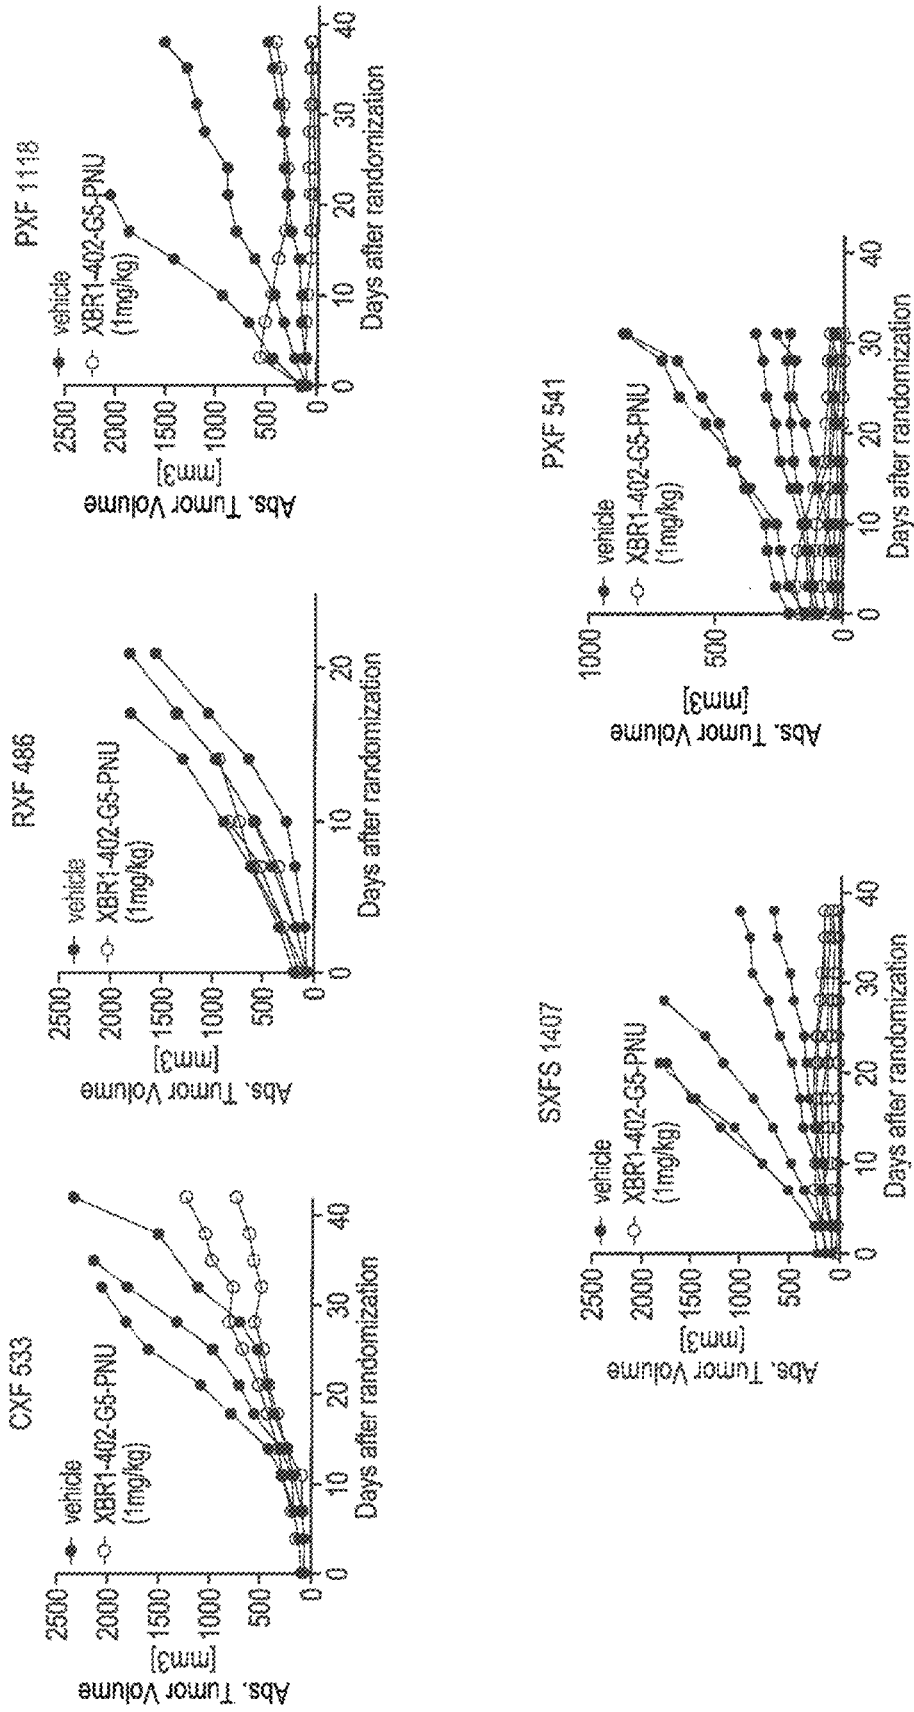 CXF 533
vehicle
XBR1-402-G5-PNU
(1mg/kg)
2500
2000
1500
1000
500
0
Abs. Tumor Volume
[mm3]
0
10
20
30
40
Days after randomization
RXF 486
vehicle
XBR1-402-G5-PNU
(1mg/kg)
2500
2000
1500
1000
500
0
Abs. Tumor Volume
[mm3]
0
10
20
Days after randomization
PXF 1118
vehicle
XBR1-402-G5-PNU
(1mg/kg)
2500
2000
1500
1000
500
0
Abs. Tumor Volume
[mm3]
0
10
20
30
40
Days after randomization
SXFS 1407
vehicle
XBR1-402-G5-PNU
(1mg/kg)
2500
2000
1500
1000
500
0
Abs. Tumor Volume
[mm3]
0
10
20
30
40
Days after randomization
PXF 541
vehicle
XBR1-402-G5-PNU
(1mg/kg)
1000
500
0
Abs. Tumor Volume
[mm3]
0
10
20
30
40
Days after randomization